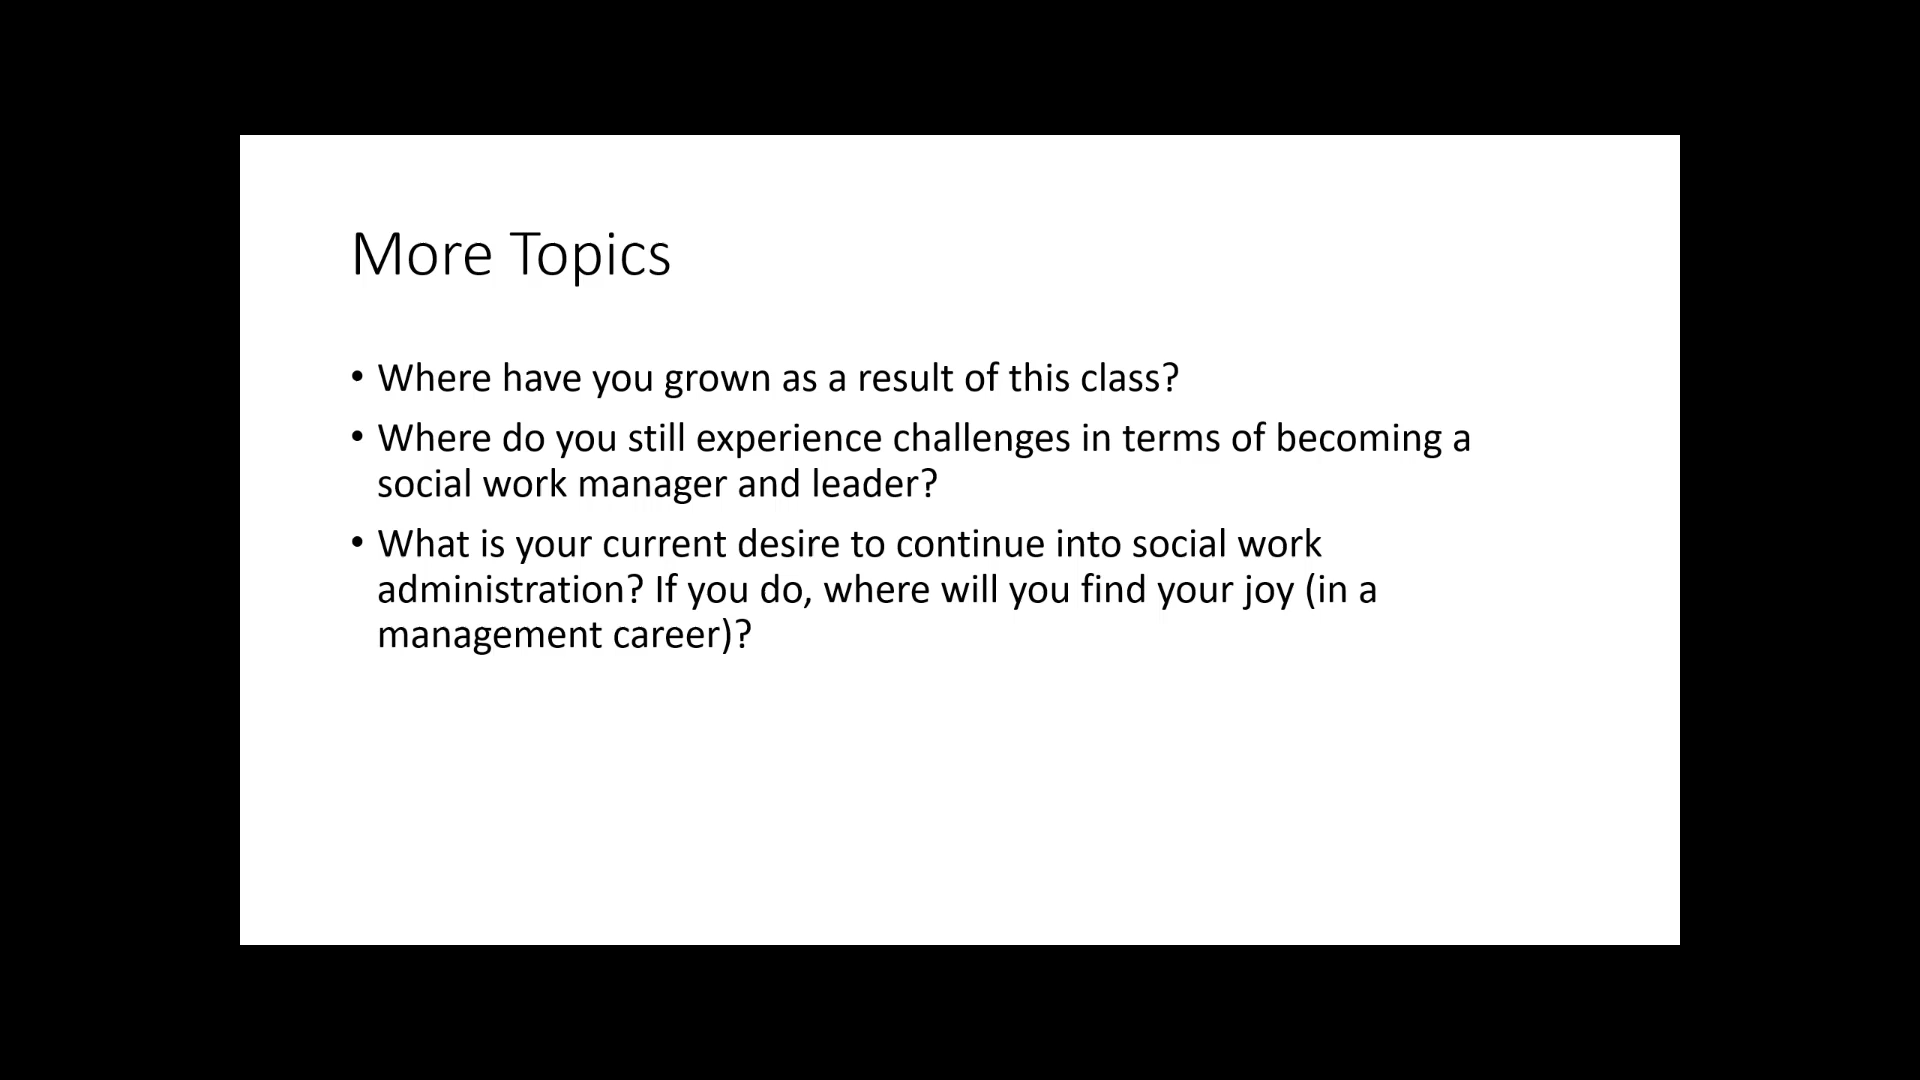 More Topics
• Where have you grown as a result of this class?
• Where do you still experience challenges in terms of becoming a
social work manager and leader?
• What is your current desire to continue into social work
administration? If you do, where will you find your joy (in a
management career)?